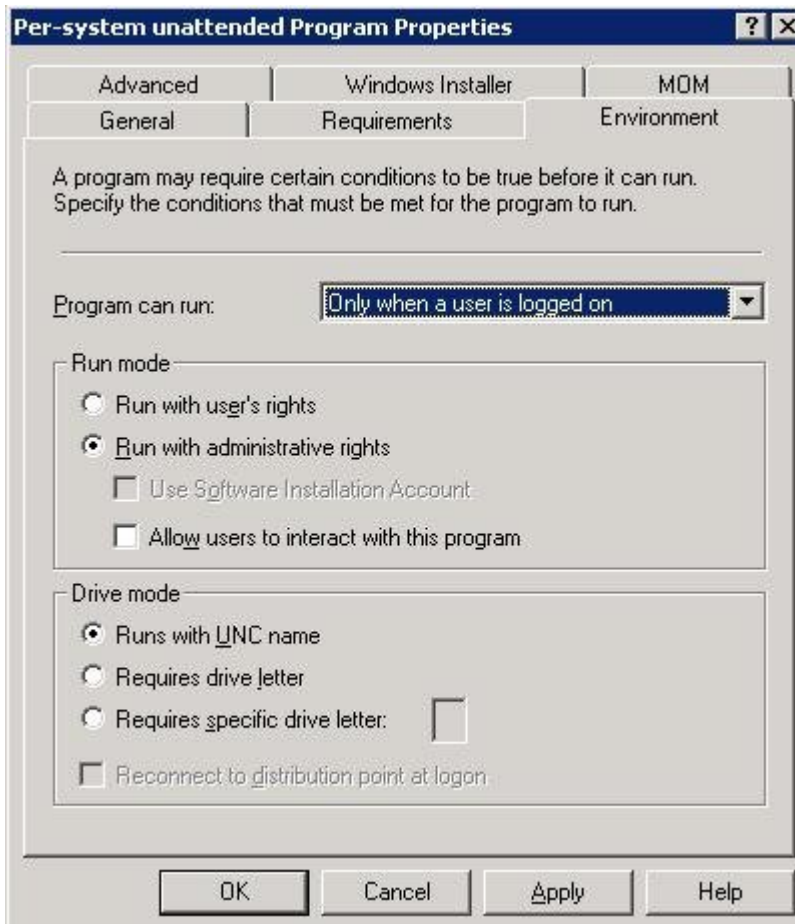 Per-system unattended Program Properties
Advanced Windows Installer MOM
General Requirements Environment
A program may require certain conditions to be true before it can run.
Specify the conditions that must be met for the program to run.
Program can run: Only when a user is logged on
Run mode
Run with user's rights
Run with administrative rights
Use Software Installation Account
Allow users to interact with this program
Drive mode
Runs with UNC name
Requires drive letter
Requires specific drive letter:
Reconnect to distribution point at logon
OK Cancel Apply Help